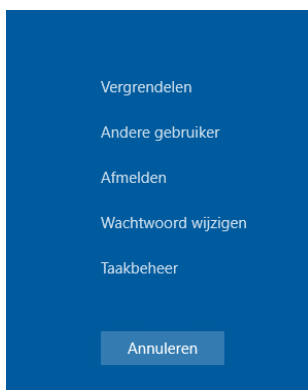 Vergrendelen
Andere gebruiker
Afmelden
Wachtwoord wijzigen
Taakbeheer
Annuleren